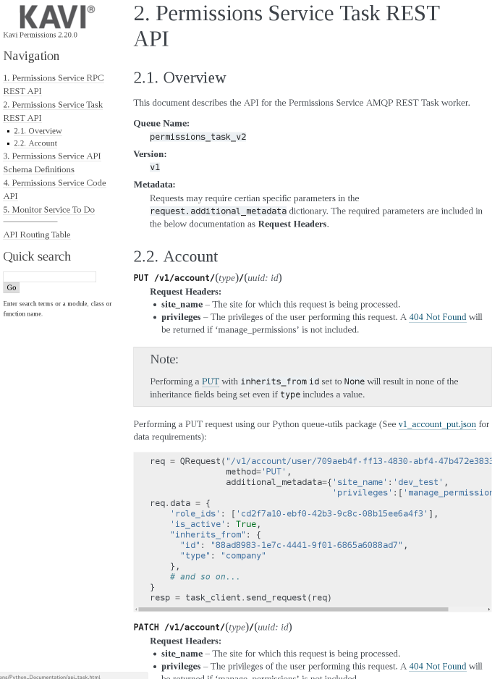 KAVI®
Kavi Permissions 2.20.0
Navigation
1. Permissions Service RPC
REST API
2. Permissions Service Task
REST API
2.1. Overview
2.2. Account
3. Permissions Service API
Schema Definitions
4. Permissions Service Code
API
5. Monitor Service To Do
API Routing Table
Quick search
Go
Enter search terms or a module, class or
function name.
2. Permissions Service Task REST
API
2.1. Overview
This document describes the API for the Permissions Service AMQP REST Task worker.
Queue Name:
permissions_task_v2
Version:
v1
Metadata:
Requests may require certain specific parameters in the
request.additional_metadata dictionary. The required parameters are included in
the below documentation as Request Headers.
2.2. Account
PUT /v1/account/(type)/(uuid: id)
Request Headers:
site_name – The site for which this request is being processed.
privileges – The privileges of the user performing this request. A 404 Not Found will
be returned if ‘manage_permissions’ is not included.
Note:
Performing a PUT with inherits_from id set to None will result in none of the
inheritance fields being set even if type includes a value.
Performing a PUT request using our Python queue-utils package (See v1_account_put.json for
data requirements):
req = QRequest("/v1/account/user/709aeb4f-ff13-4830-abf4-47b472e3833
method='PUT',
additional_metadata={'site_name':'dev_test',
'privileges':['manage_permission
req.data = {
'role_ids': ['cd2f7a10-ebf0-42b3-9c8c-08b15ee6a4f3'],
'is_active': True,
"inherits_from": {
"id": "88ad8983-1e7c-4441-9f01-6865a6088ad7",
"type": "company"
},
# and so on...
}
resp = task_client.send_request(req)
PATCH /v1/account/(type)/(uuid: id)
Request Headers:
site_name – The site for which this request is being processed.
privileges – The privileges of the user performing this request. A 404 Not Found will
be returned if ‘manage_permissions’ is not included.